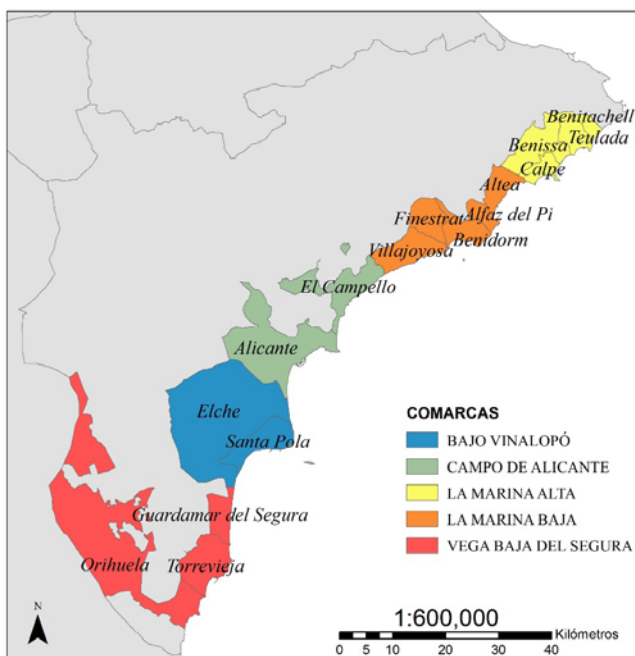 Benitachell
Teulada
Benissa
Calpe
Altea
Alfaz del Pi
Finestrat
Benidorm
Villajoyosa
El Campello
Alicante
Elche
Santa Pola
Guardamar del Segura
Orihuela
Torrevieja
COMARCAS
BAJO VINALOPÓ
CAMPO DE ALICANTE
LA MARINA ALTA
LA MARINA BAJA
VEGA BAJA DEL SEGURA
N
1:600,000
Kilómetros
0 5 10 20 30 40